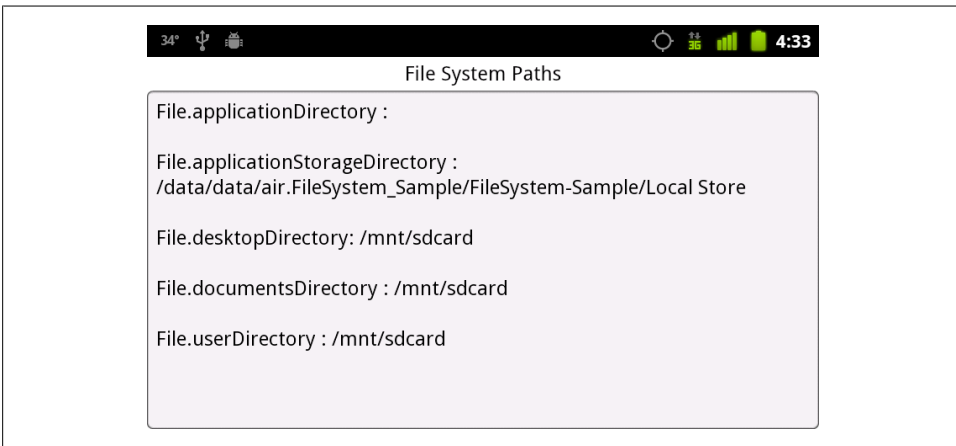 34° 3G 4:33
File System Paths
File.applicationDirectory :
File.applicationStorageDirectory :
/data/data/air.FileSystem_Sample/FileSystem-Sample/Local Store
File.desktopDirectory: /mnt/sdcard
File.documentsDirectory : /mnt/sdcard
File.userDirectory : /mnt/sdcard